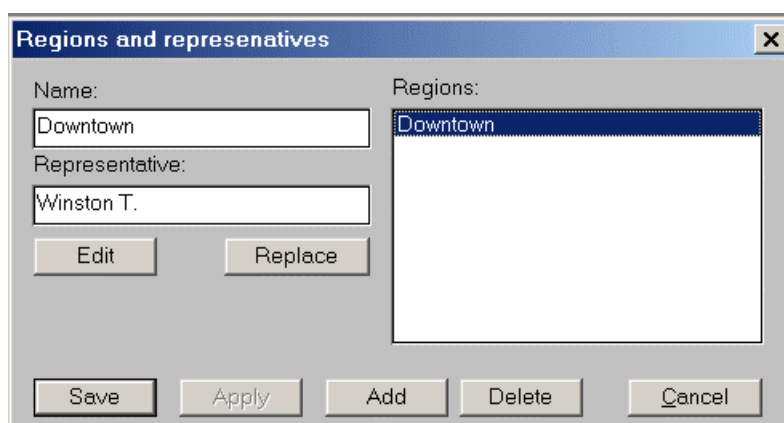 Regions and represenatives
Name:
Downtown
Representative:
Winston T.
Edit
Replace
Regions:
Downtown
Save
Apply
Add
Delete
Cancel